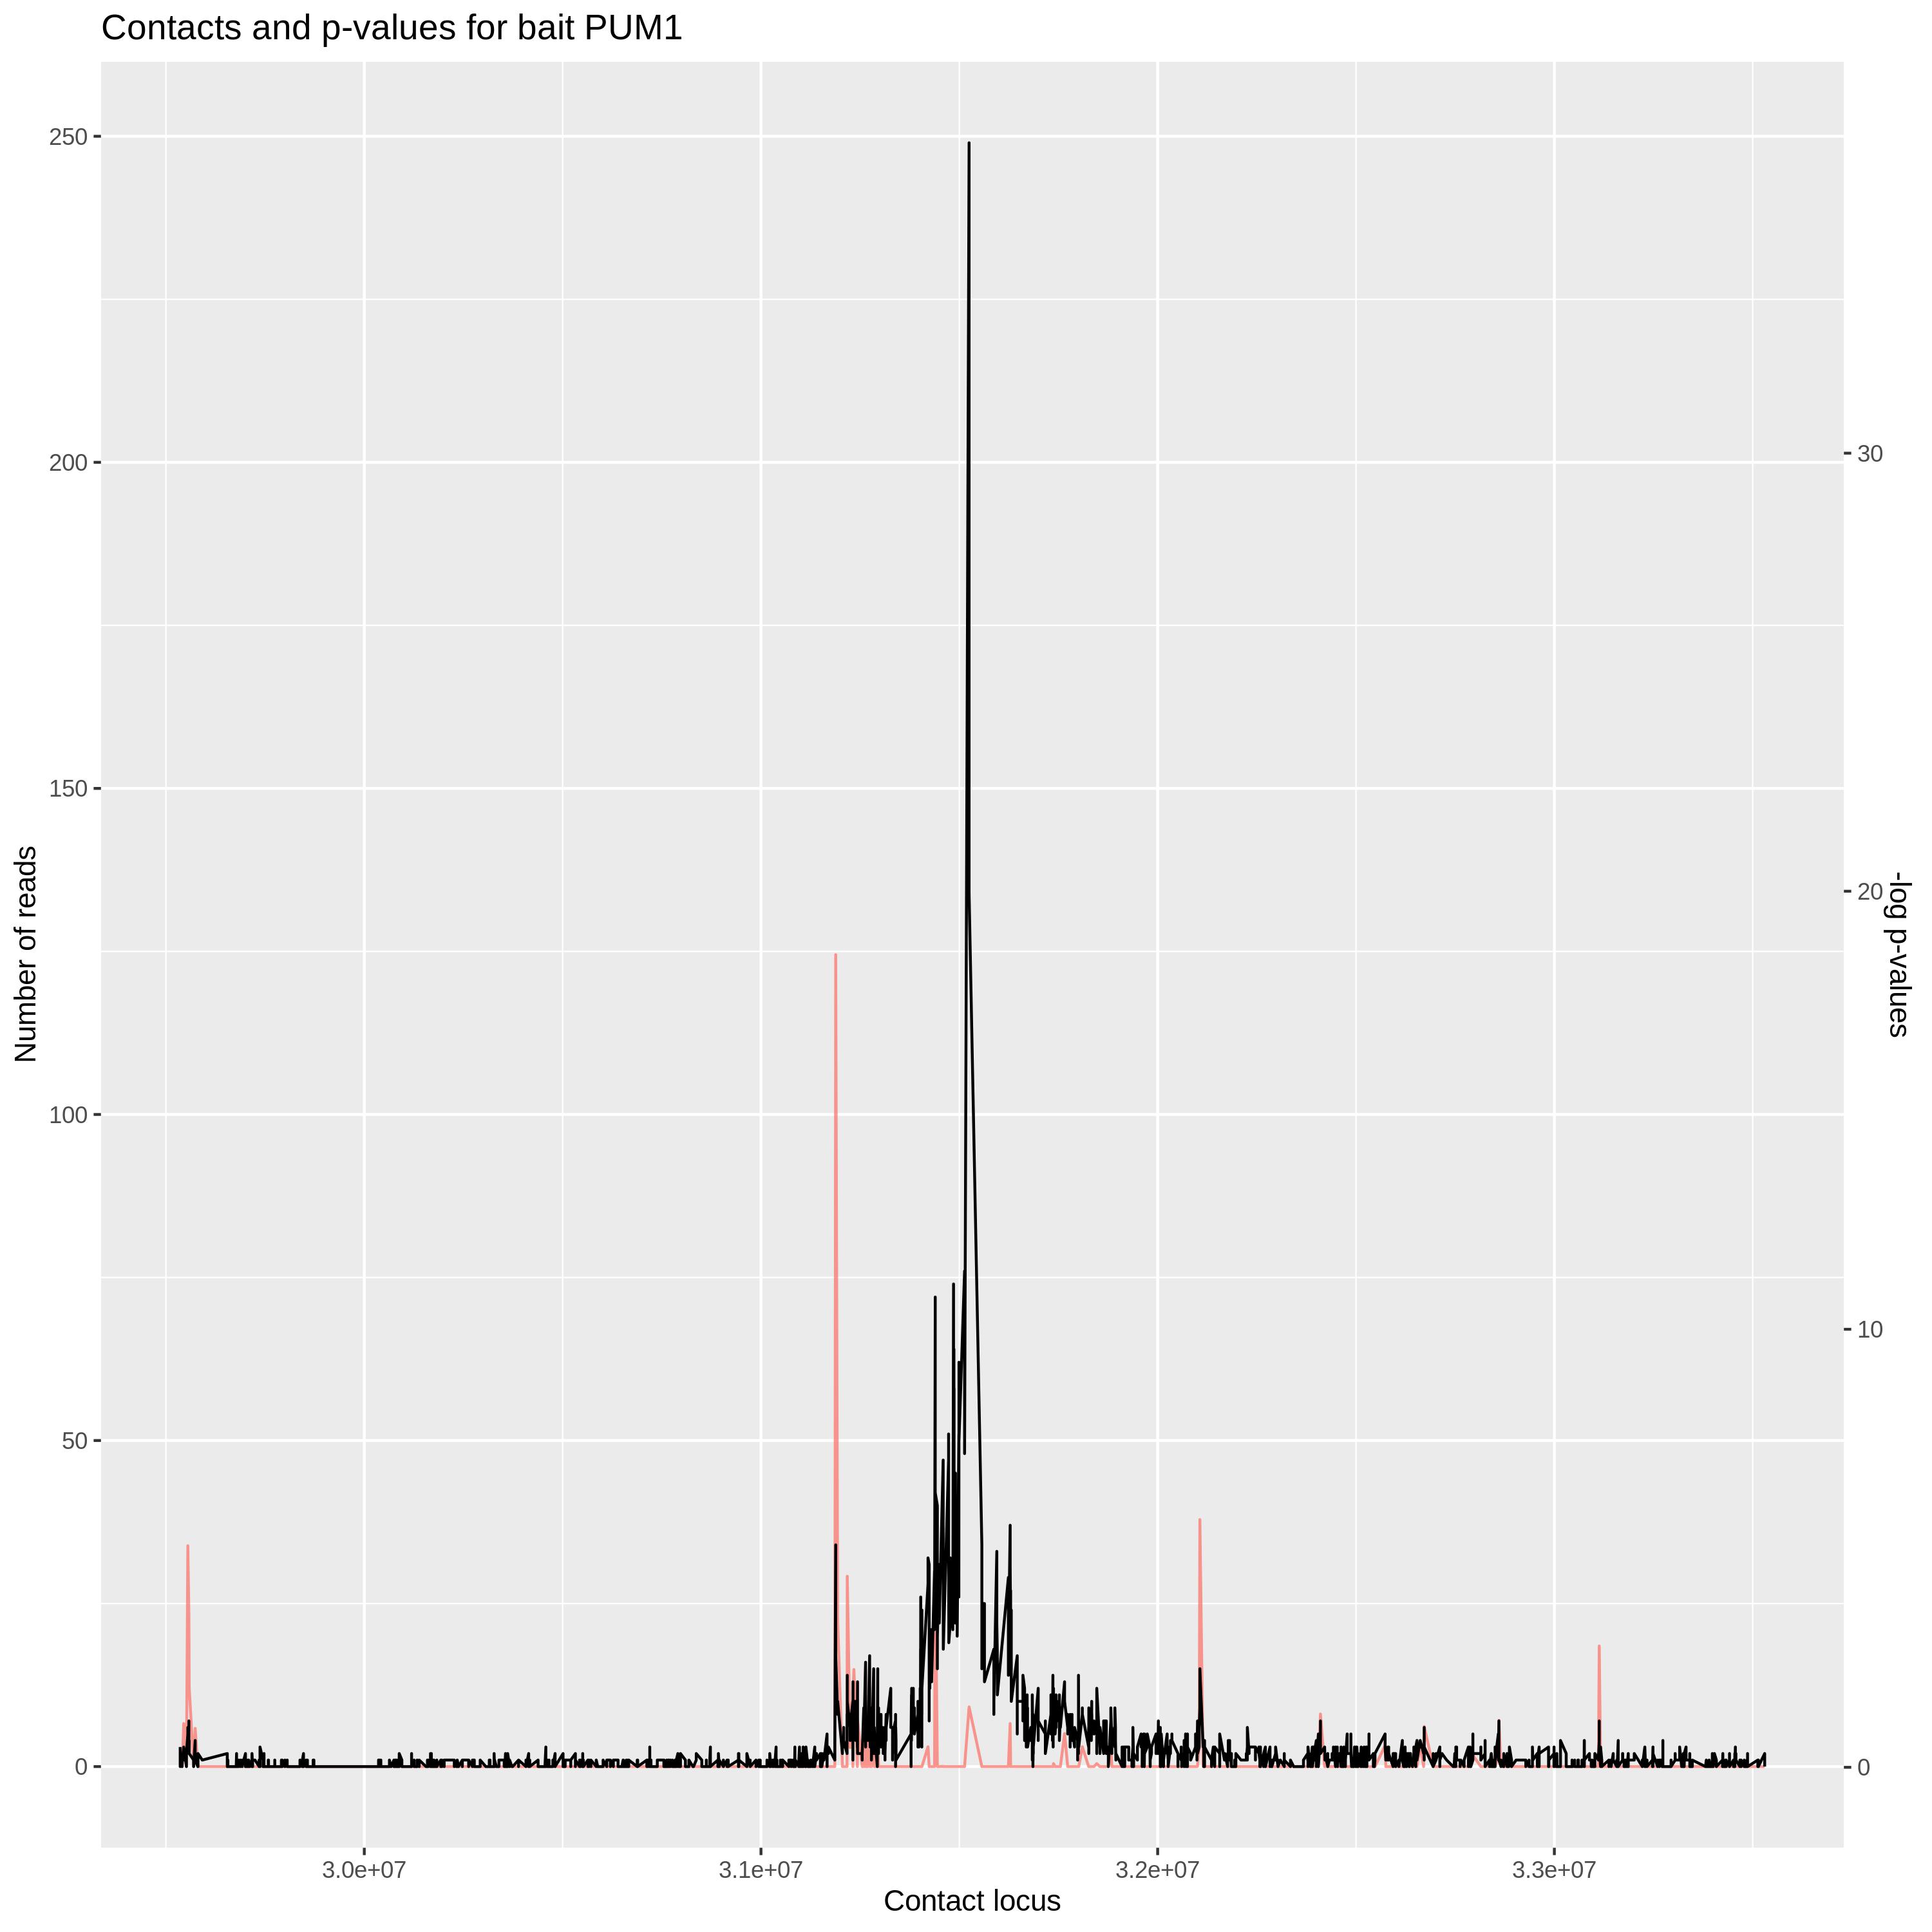 Contacts and p-values for bait PUM1
250
200
150
100
50
0
Number of reads
30
20
10
0
-log p-values
3.0e+07
3.1e+07
3.2e+07
3.3e+07
Contact locus